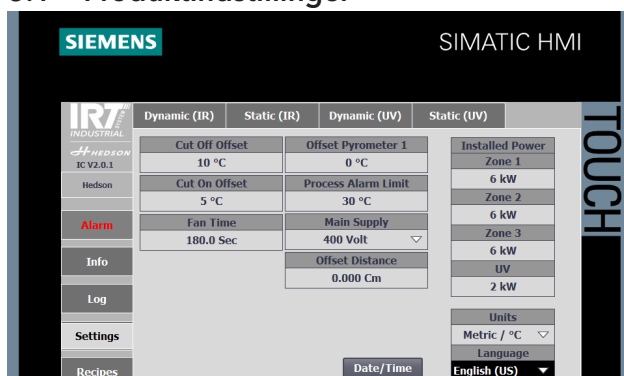 SIEMENS
SIMATIC HMI
TOUCH
IRT
INDUSTRIAL
SYSTEM
HEDSON
IC V2.0.1
Hedson
Alarm
Info
Log
Settings
Recipes
Dynamic (IR) Static (IR) Dynamic (UV) Static (UV)
Cut Off Offset
10 °C
Cut On Offset
5 °C
Fan Time
180.0 Sec
Offset Pyrometer 1
0 °C
Process Alarm Limit
30 °C
Main Supply
400 Volt
Offset Distance
0.000 Cm
Installed Power
Zone 1
6 kW
Zone 2
6 kW
Zone 3
6 kW
UV
2 kW
Units
Metric / °C
Language
English (US)
Date/Time